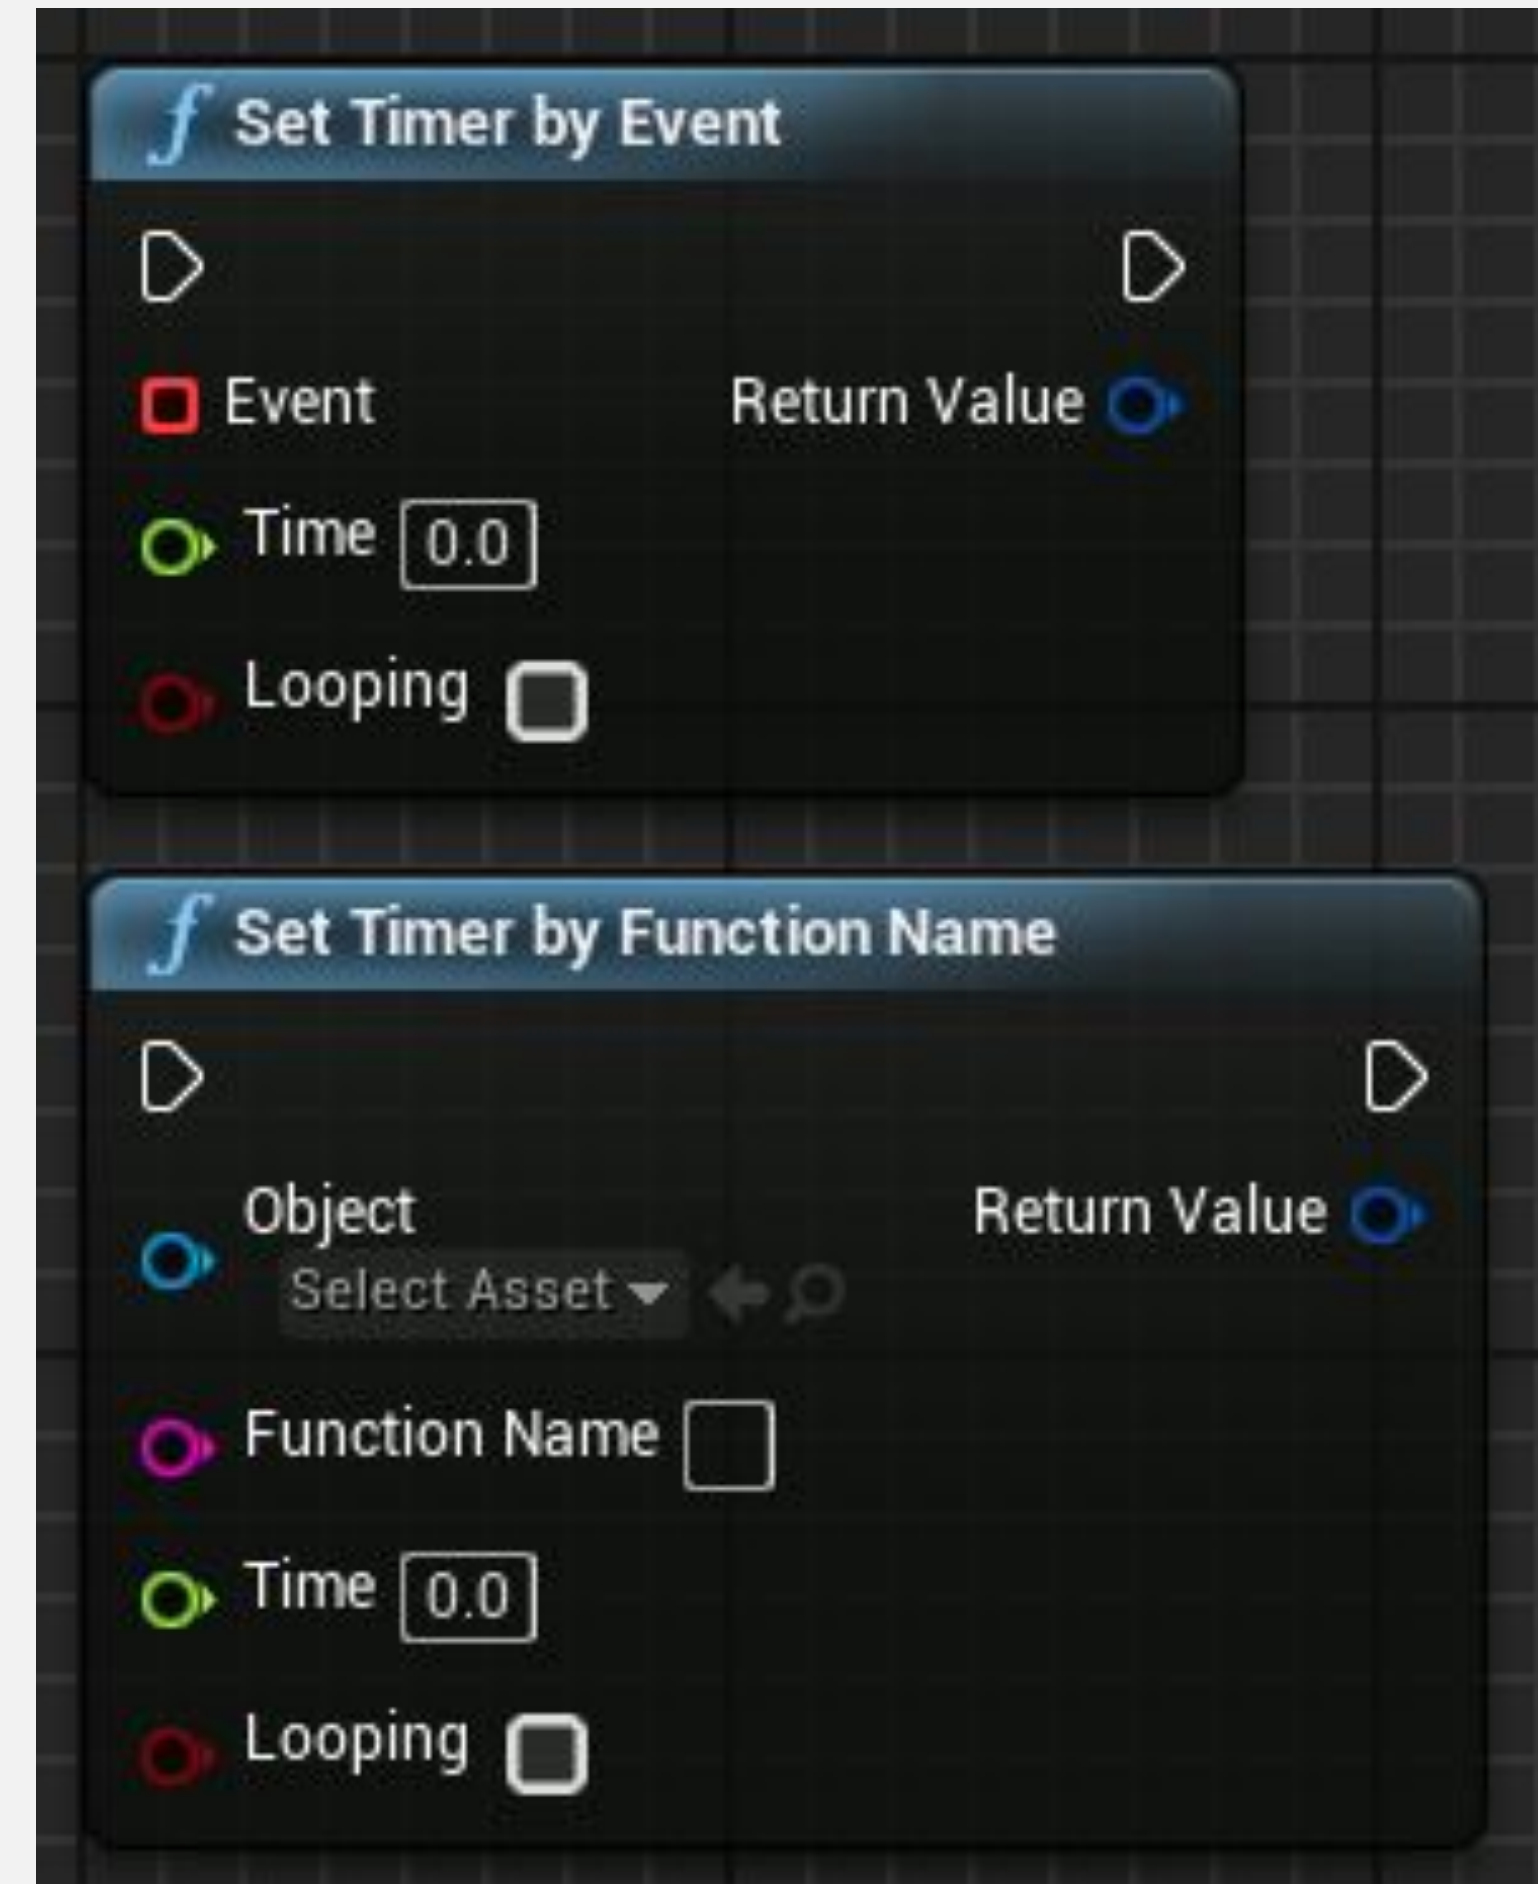 f Set Timer by Event
Event
Return Value
Time 0.0
Looping
f Set Timer by Function Name
Object
Return Value
Select Asset
Function Name
Time 0.0
Looping